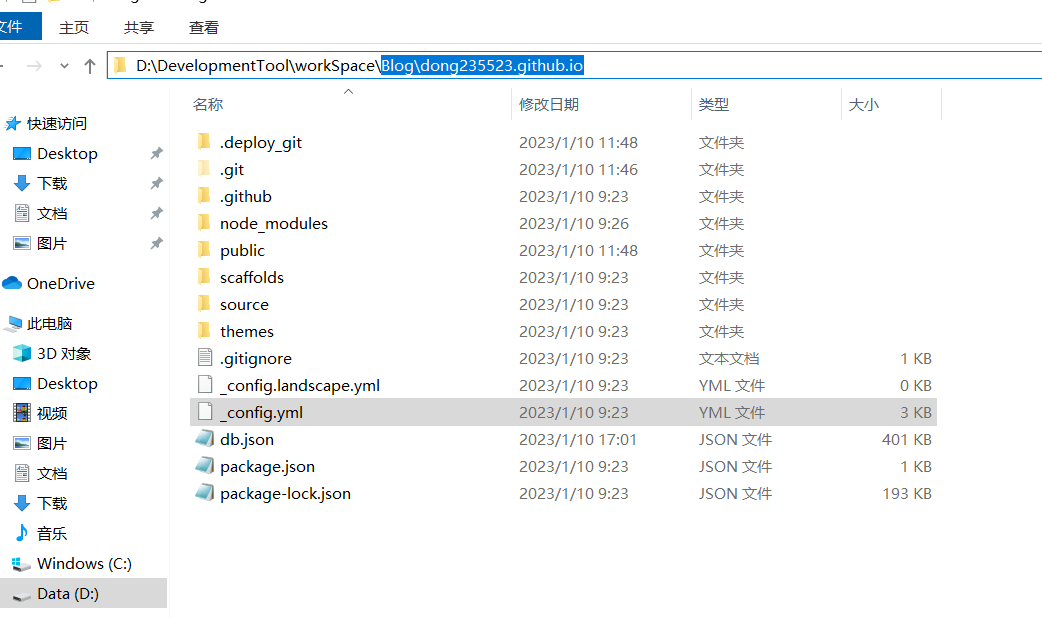 文件 主页 共享 查看
D:\DevelopmentTool\workSpace\Blog\dong235523.github.io
名称 修改日期 类型 大小
快速访问
Desktop
下载
文档
图片
OneDrive
此电脑
3D 对象
Desktop
视频
图片
文档
下载
音乐
Windows (C:)
Data (D:)
.deploy_git 2023/1/10 11:48 文件夹
.git 2023/1/10 11:46 文件夹
.github 2023/1/10 9:23 文件夹
node_modules 2023/1/10 9:26 文件夹
public 2023/1/10 11:48 文件夹
scaffolds 2023/1/10 9:23 文件夹
source 2023/1/10 9:23 文件夹
themes 2023/1/10 9:23 文件夹
.gitignore 2023/1/10 9:23 文本文档 1 KB
_config.landscape.yml 2023/1/10 9:23 YML 文件 0 KB
_config.yml 2023/1/10 9:23 YML 文件 3 KB
db.json 2023/1/10 17:01 JSON 文件 401 KB
package.json 2023/1/10 9:23 JSON 文件 1 KB
package-lock.json 2023/1/10 9:23 JSON 文件 193 KB